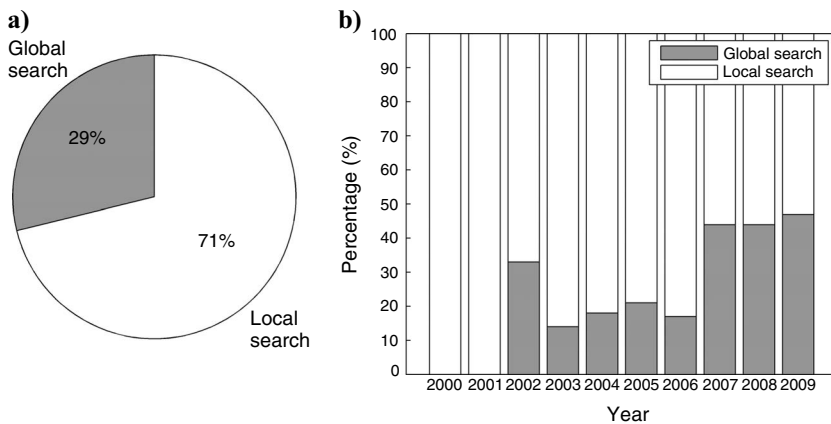 a)
Global
search
29%
71%
Local
search
b)
100
90
80
70
60
50
40
30
20
10
0
Percentage (%)
Global search
Local search
2000 2001 2002 2003 2004 2005 2006 2007 2008 2009
Year